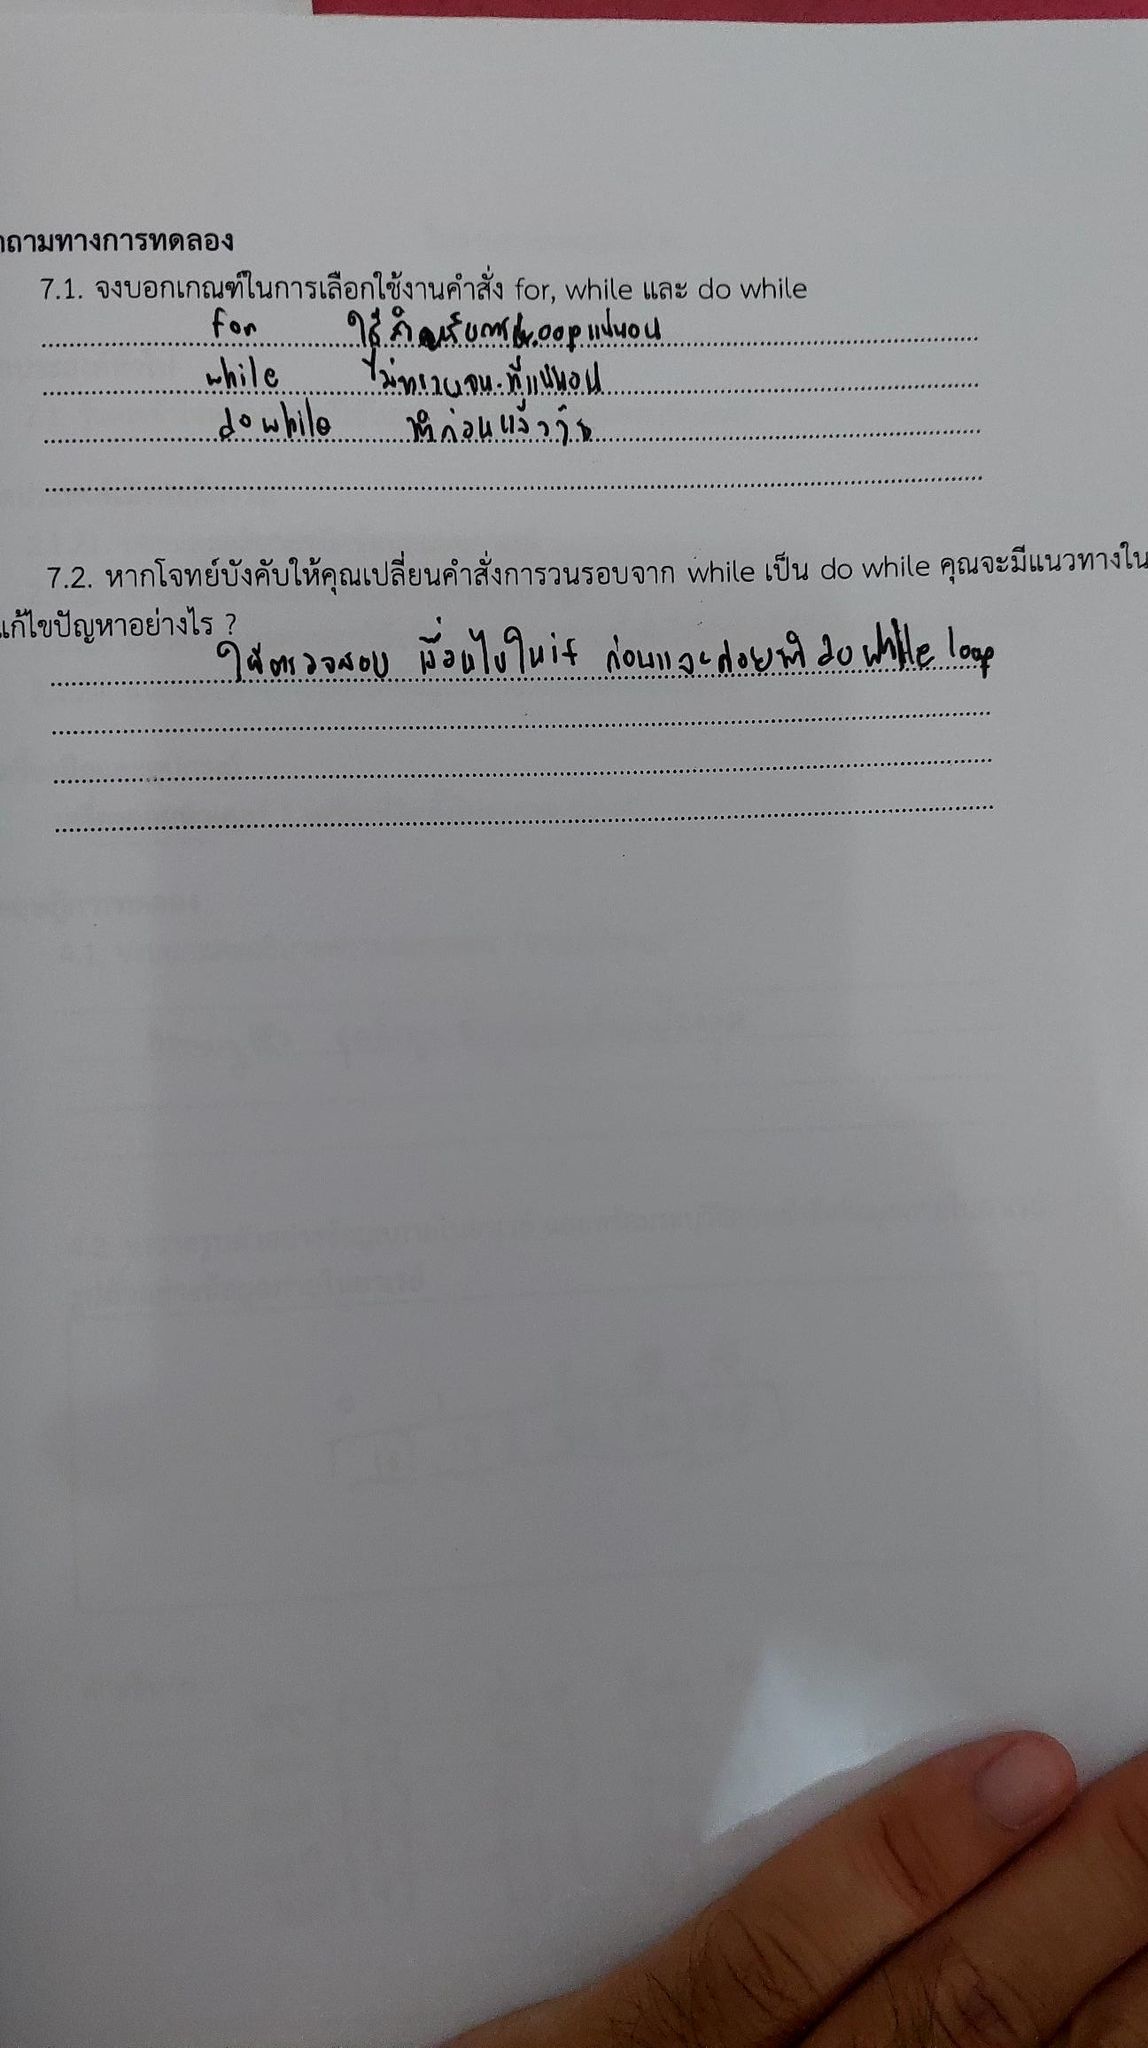 ถามทางการทดลอง
7.1. จงบอกเกณฑ์ในการเลือกใช้งานคำสั่ง for, while และ do while
for ใช้สำหรับการ loop แน่นอน
while ไม่ทราบจน.ที่แน่นอน
do while ทำก่อนแล้ว
7.2. หากโจทย์บังคับให้คุณเปลี่ยนคำสั่งการวนรอบจาก while เป็น do while คุณจะมีแนวทางใน
แก้ไขปัญหาอย่างไร ?
ให้ตรวจสอบ เงื่อนไขใน if ก่อนและค่อยทำ do while loop